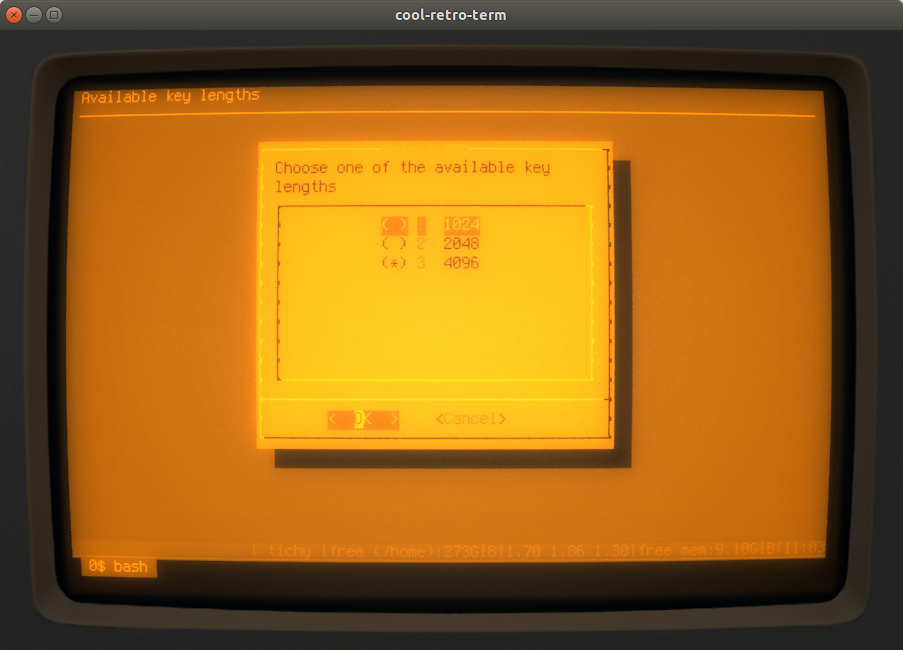 cool-retro-term
Available key lengths
Choose one of the available key
lengths
( ) 1024
( ) 2 2048
(*) 3 4096
< OK > <Cancel>
| tichy |free (/home):273GiB|1.70 1.86 1.30|free mem:9.10GiB|11:03
0$ bash